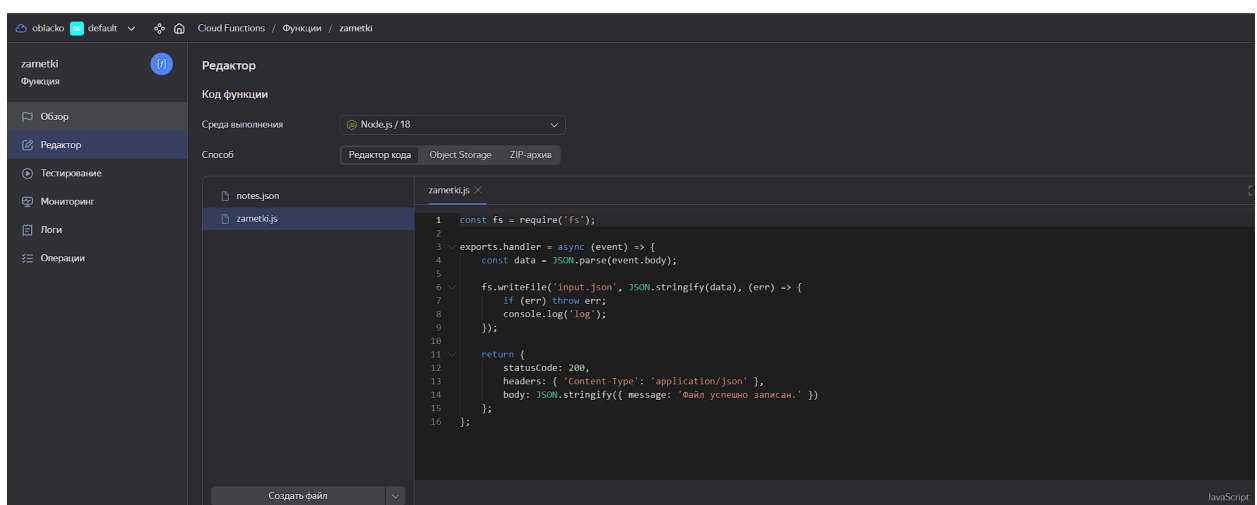 oblacko DE default Cloud Functions / Функции / zametki
zametki
Функция
Обзор
Редактор
Тестирование
Мониторинг
Логи
Операции
Редактор
Код функции
Среда выполнения Node.js / 18
Способ Редактор кода Object Storage ZIP-архив
notes.json
zametki.js
Создать файл
zametki.js
1 const fs = require('fs');
2
3 exports.handler = async (event) => {
4 const data = JSON.parse(event.body);
5
6 fs.writeFile('input.json', JSON.stringify(data), (err) => {
7 if (err) throw err;
8 console.log('log');
9 });
10
11 return {
12 statusCode: 200,
13 headers: { 'Content-Type': 'application/json' },
14 body: JSON.stringify({ message: 'Файл успешно записан.' })
15 };
16 };
JavaScript